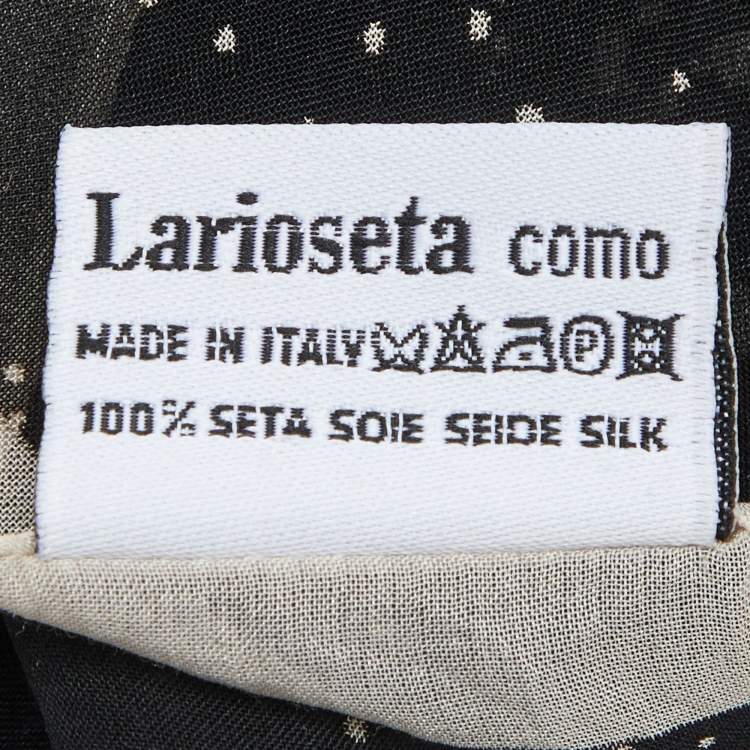 Larioseta como
MADE IN ITALY P
100% SETA SOIE SEIDE SILK